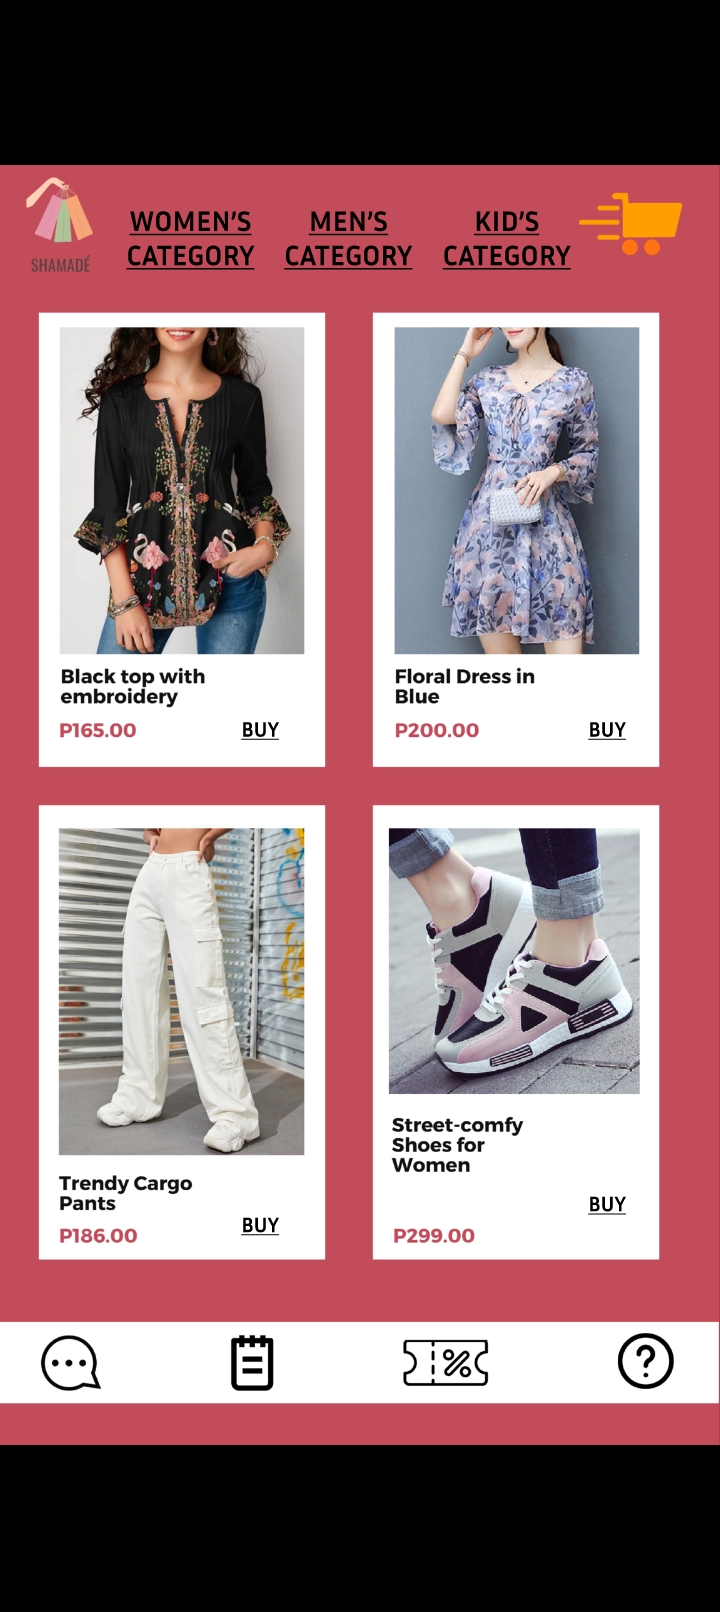 SHAMADÉ
WOMEN'S
CATEGORY
MEN'S
CATEGORY
KID'S
CATEGORY
Black top with
embroidery
P165.00
BUY
Floral Dress in
Blue
P200.00
BUY
Trendy Cargo
Pants
P186.00
BUY
Street-comfy
Shoes for
Women
BUY
P299.00